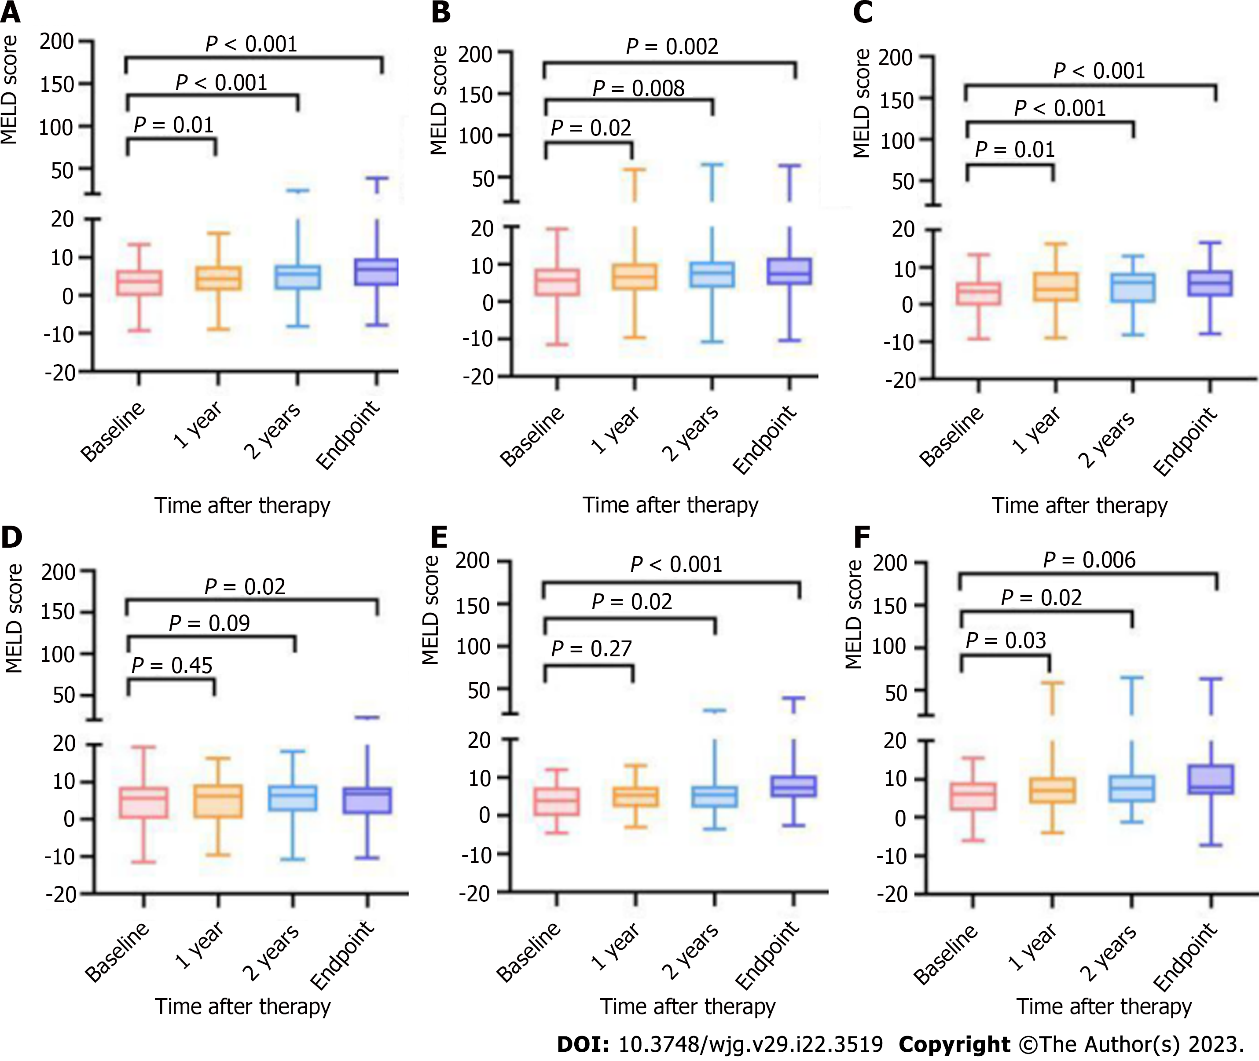 A
MELD score
200
150
100
50
20
10
0
-10
-20
P < 0.001
P < 0.001
P = 0.01
Baseline
1 year
2 years
Endpoint
Time after therapy
B
MELD score
200
150
100
50
20
10
0
-10
-20
P = 0.002
P = 0.008
P = 0.02
Baseline
1 year
2 years
Endpoint
Time after therapy
C
MELD score
200
150
100
50
20
10
0
-10
-20
P < 0.001
P < 0.001
P = 0.01
Baseline
1 year
2 years
Endpoint
Time after therapy
D
MELD score
200
150
100
50
20
10
0
-10
-20
P = 0.02
P = 0.09
P = 0.45
Baseline
1 year
2 years
Endpoint
Time after therapy
E
MELD score
200
150
100
50
20
10
0
-10
-20
P < 0.001
P = 0.02
P = 0.27
Baseline
1 year
2 years
Endpoint
Time after therapy
F
MELD score
200
150
100
50
20
10
0
-10
-20
P = 0.006
P = 0.02
P = 0.03
Baseline
1 year
2 years
Endpoint
Time after therapy
DOI: 10.3748/wjg.v29.i22.3519 Copyright ©The Author(s) 2023.